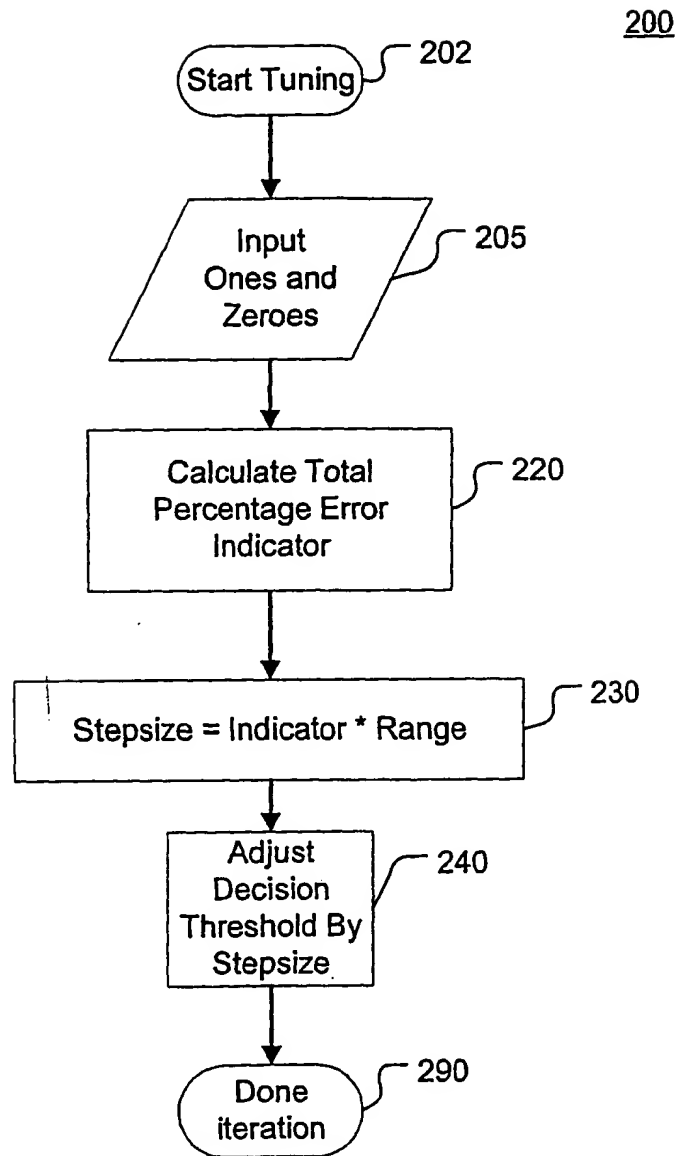 200
Start Tuning
202
Input
Ones and
Zeroes
205
Calculate Total
Percentage Error
Indicator
220
Stepsize = Indicator * Range
230
Adjust
Decision
Threshold By
Stepsize
240
Done
iteration
290